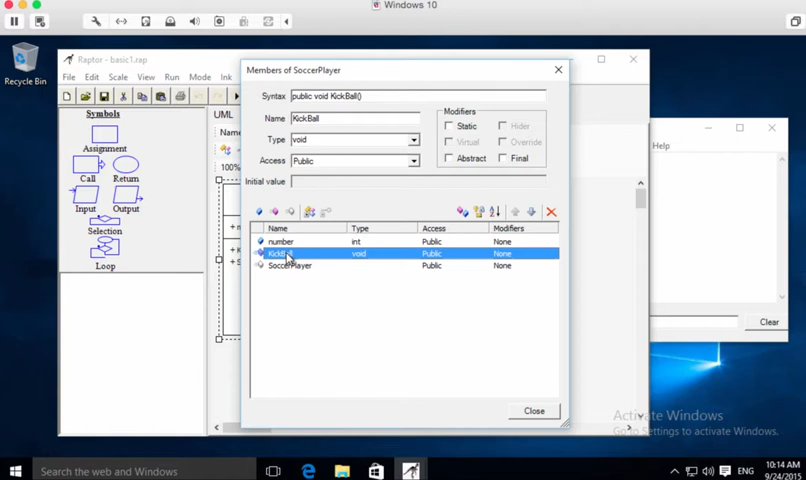 Windows 10
Recycle Bin
Raptor - basic1.rap
File Edit Scale View Run Mode Ink
Symbols
Assignment
Call Return
Input Output
Selection
Loop
UML
Name
100%
Members of SoccerPlayer
Syntax public void KickBall()
Name KickBall
Type void
Access Public
Initial value
Modifiers
Static Hider
Virtual Override
Abstract Final
Name Type Access Modifiers
number int Public None
KickBall void Public None
SoccerPlayer Public None
Close
Help
Clear
Activate Windows
Go to Settings to activate Windows.
Search the web and Windows
ENG
10:14 AM
9/24/2015